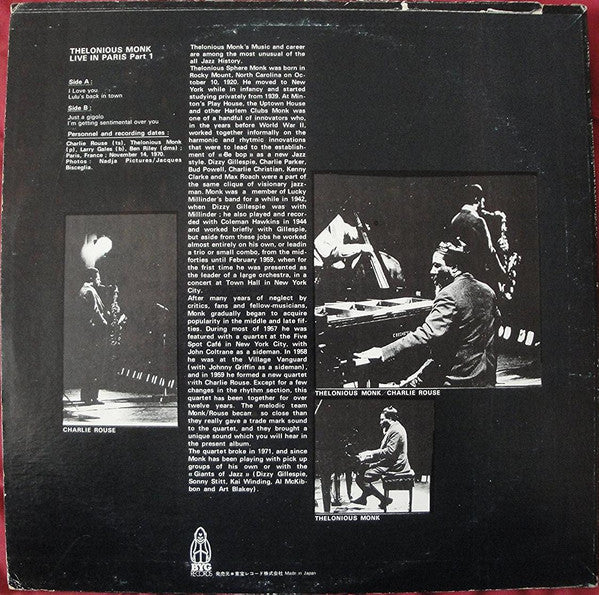 THELONIOUS MONK
LIVE IN PARIS Part 1
Side A :
I Love you
Lulu's back in town
Side B :
Just a gigolo
I'm getting sentimental over you
Personnel and recording dates :
Charlie Rouse (ts), Thelonious Monk
(p), Larry Gales (b), Ben Riley (dms) ;
Paris, France ; November 14, 1970.
Photos : Nadja Pictures/Jacques
Bisceglia.
Thelonious Monk's Music and career
are among the most unusual of the
all Jazz History.
Thelonious Sphere Monk was born in
Rocky Mount, North Carolina on Oc-
tober 10, 1920. He moved to New
York while in infancy and started
studying privately from 1939. At Min-
ton's Play House, the Uptown House
and other Harlem Clubs Monk was
one of a handful of innovators who,
in the years before World War II,
worked together informally on the
harmonic and rhytmic innovations
that were to lead to the establish-
ment of « Be bop » as a new Jazz
style. Dizzy Gillespie, Charlie Parker,
Bud Powell, Charlie Christian, Kenny
Clarke and Max Roach were a part of
the same clique of visionary jazz-
man. Monk was a member of Lucky
Millinder's band for a while in 1942,
when Dizzy Gillespie was with
Millinder ; he also played and recor-
ded with Coleman Hawkins in 1944
and worked briefly with Gillespie,
but aside from these jobs he worked
almost entirely on his own, or leadin
a trio or small combo, from the mid-
forties until February 1959, when for
the frist time he was presented as
the leader of a large orchestra, in a
concert at Town Hall in New York
City.
After many years of neglect by
critics, fans and fellow-musicians,
Monk gradually began to acquire
popularity in the middle and late fif-
ties. During most of 1957 he was
featured with a quartet at the Five
Spot Café in New York City, with
John Coltrane as a sideman. In 1958
he was at the Village Vanguard
(with Johnny Griffin as a sideman),
and in 1959 he formed a new quartet
with Charlie Rouse. Except for a few
changes in the rhythm section, this
quartet has been together for over
twelve years. The melodic team
Monk/Rouse becam so close than
they really gave a trade mark sound
to the quartet, and they brought a
unique sound which you will hear in
the present album.
The quartet broke in 1971, and since
Monk has been playing with pick up
groups of his own or with the
« Giants of Jazz » (Dizzy Gillespie,
Sonny Stitt, Kai Winding, Al McKib-
bon and Art Blakey).
CHARLIE ROUSE
THELONIOUS MONK / CHARLIE ROUSE
THELONIOUS MONK
BYG
RECORDS
発売元●東宝レコード株式会社 Made in Japan